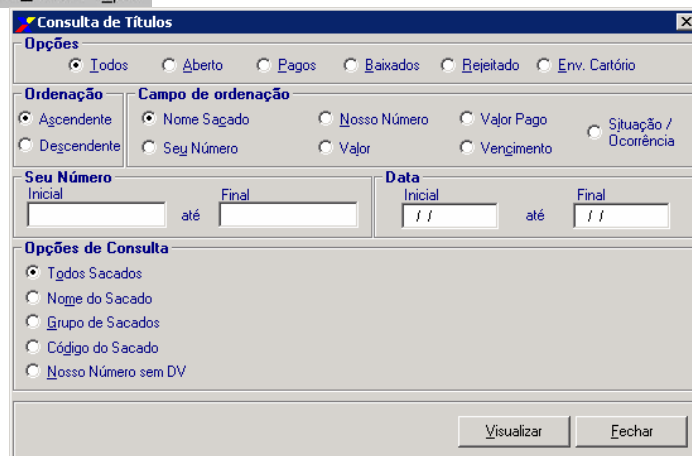 Consulta de Títulos
Opções
Todos Aberto Pagos Baixados Rejeitado Env. Cartório
Ordenação Campo de ordenação
Ascendente Nome Sacado Nosso Número Valor Pago Situação / Ocorrência
Descendente Seu Número Valor Vencimento
Seu Número Data
Inicial Final Inicial Final
até / / até / /
Opções de Consulta
Todos Sacados
Nome do Sacado
Grupo de Sacados
Código do Sacado
Nosso Número sem DV
Visualizar Fechar